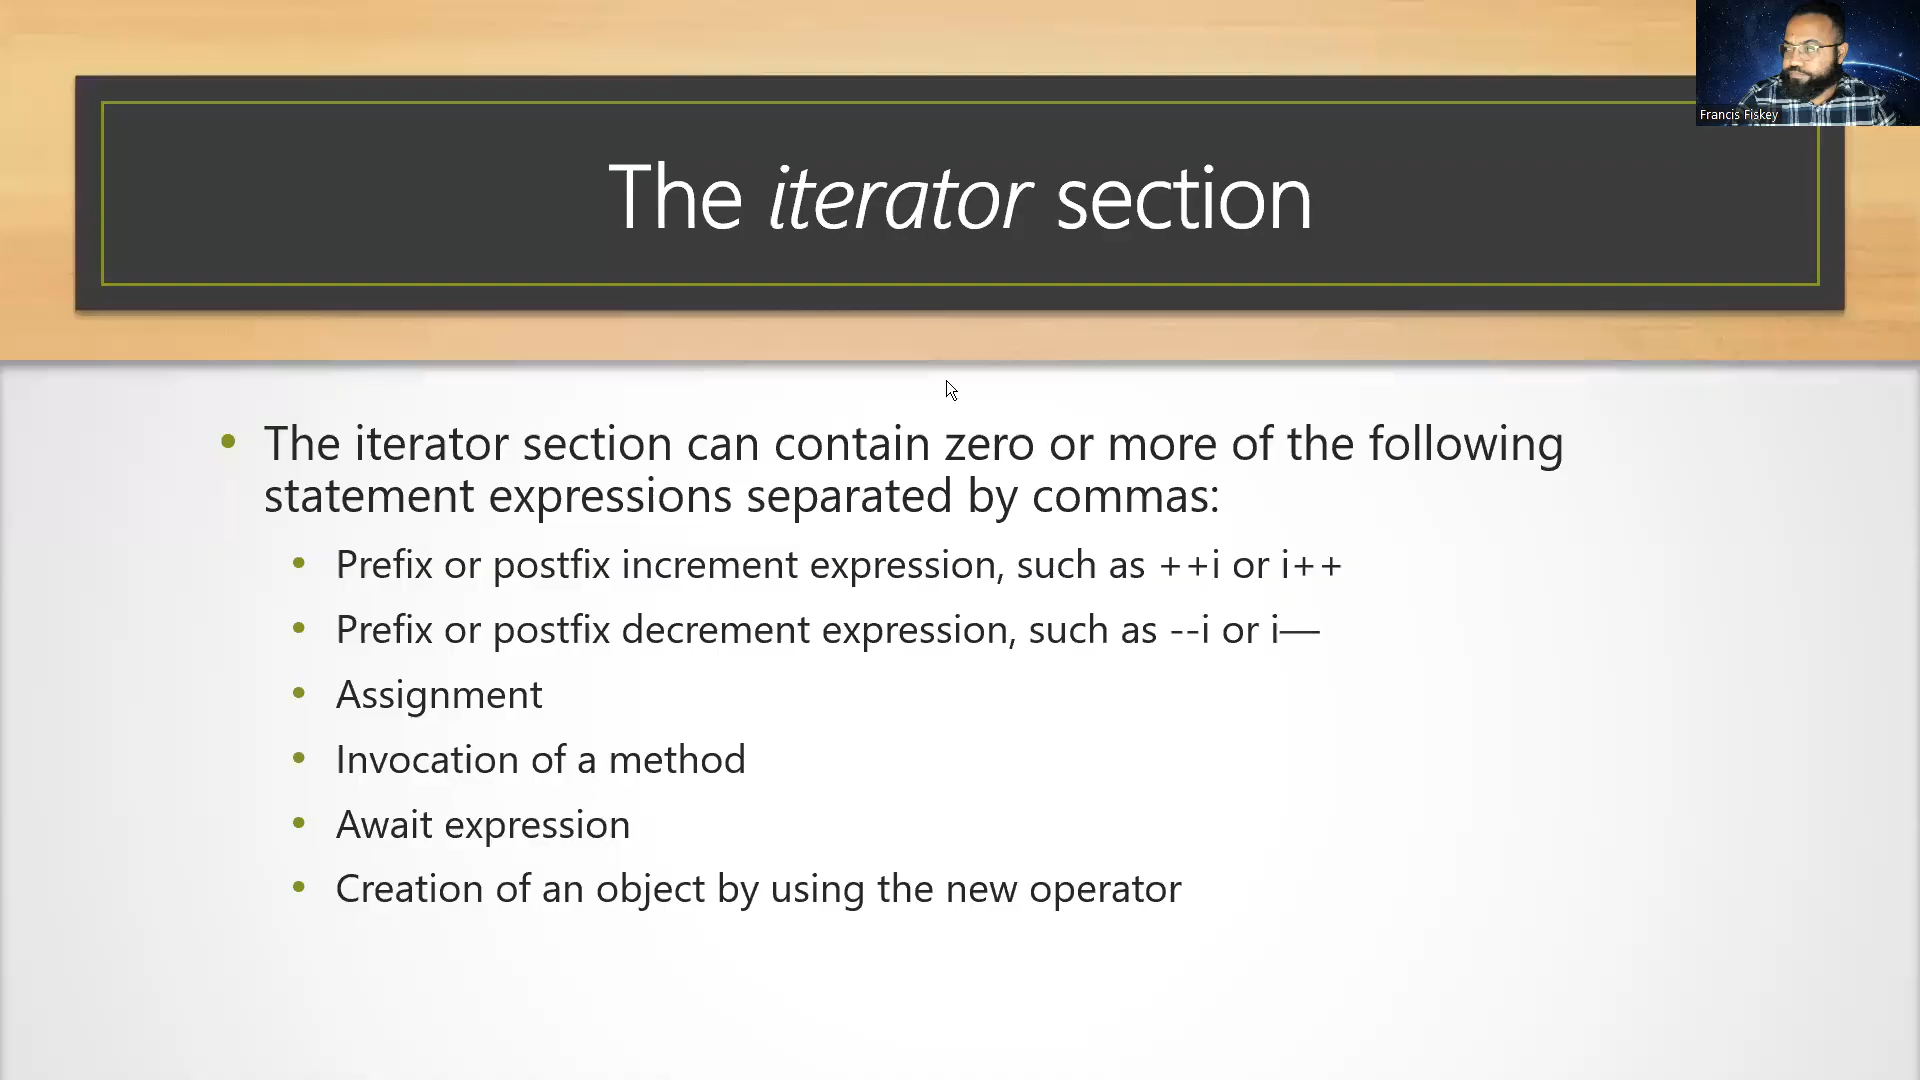 Francis Fiskey
The iterator section
• The iterator section can contain zero or more of the following
statement expressions separated by commas:
• Prefix or postfix increment expression, such as ++i or i++
• Prefix or postfix decrement expression, such as --i or i—
• Assignment
• Invocation of a method
• Await expression
• Creation of an object by using the new operator